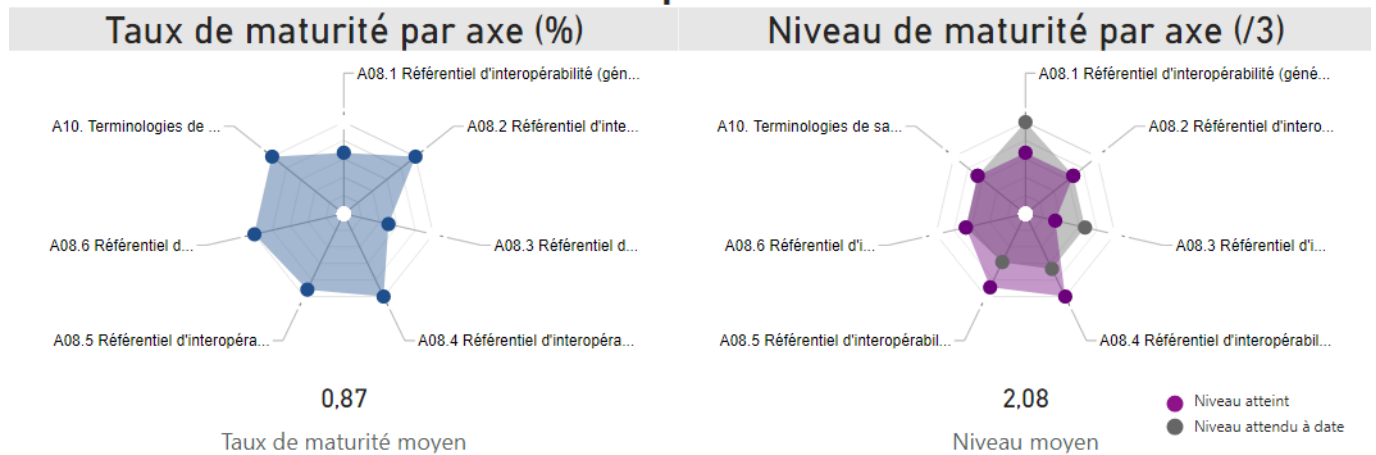 Taux de maturité par axe (%)
Niveau de maturité par axe (/3)
A08.1 Référentiel d'interopérabilité (gén...
A10. Terminologies de ...
A08.2 Référentiel d'inte...
A08.6 Référentiel d...
A08.3 Référentiel d...
A08.5 Référentiel d'interopéra...
A08.4 Référentiel d'interopéra...
0,87
Taux de maturité moyen
A08.1 Référentiel d'interopérabilité (géné...
A10. Terminologies de sa...
A08.2 Référentiel d'intero...
A08.6 Référentiel d'i...
A08.3 Référentiel d'i...
A08.5 Référentiel d'interopérabil...
A08.4 Référentiel d'interopérabil...
2,08
Niveau moyen
Niveau atteint
Niveau attendu à date